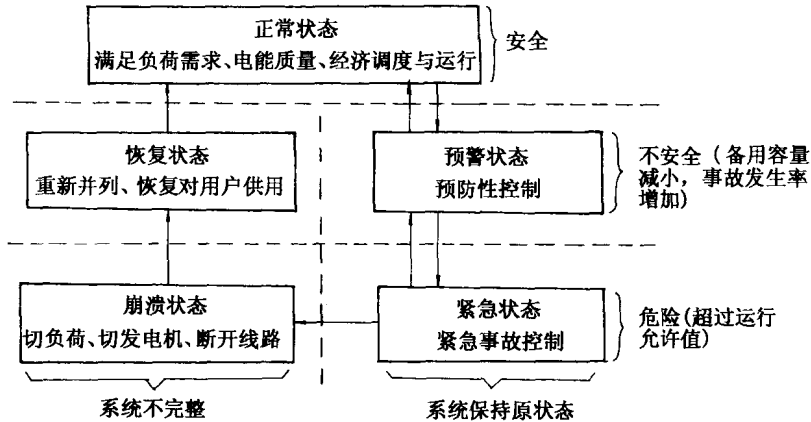 正常状态
满足负荷需求、电能质量、经济调度与运行
安全
恢复状态
重新并列、恢复对用户供用
预警状态
预防性控制
不安全（备用容量
减小，事故发生率
增加)
崩溃状态
切负荷、切发电机、断开线路
紧急状态
紧急事故控制
危险(超过运行
允许值)
系统不完整
系统保持原状态